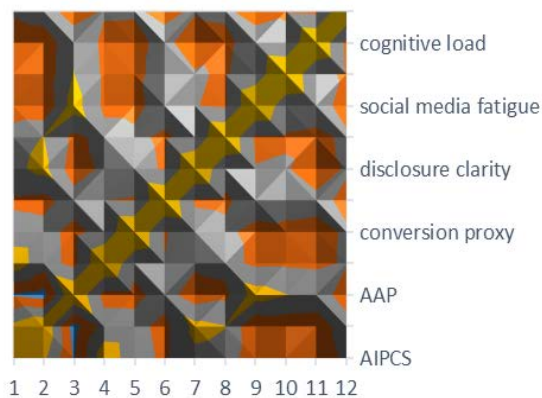 cognitive load
social media fatigue
disclosure clarity
conversion proxy
AAP
AIPCS
1 2 3 4 5 6 7 8 9 10 11 12